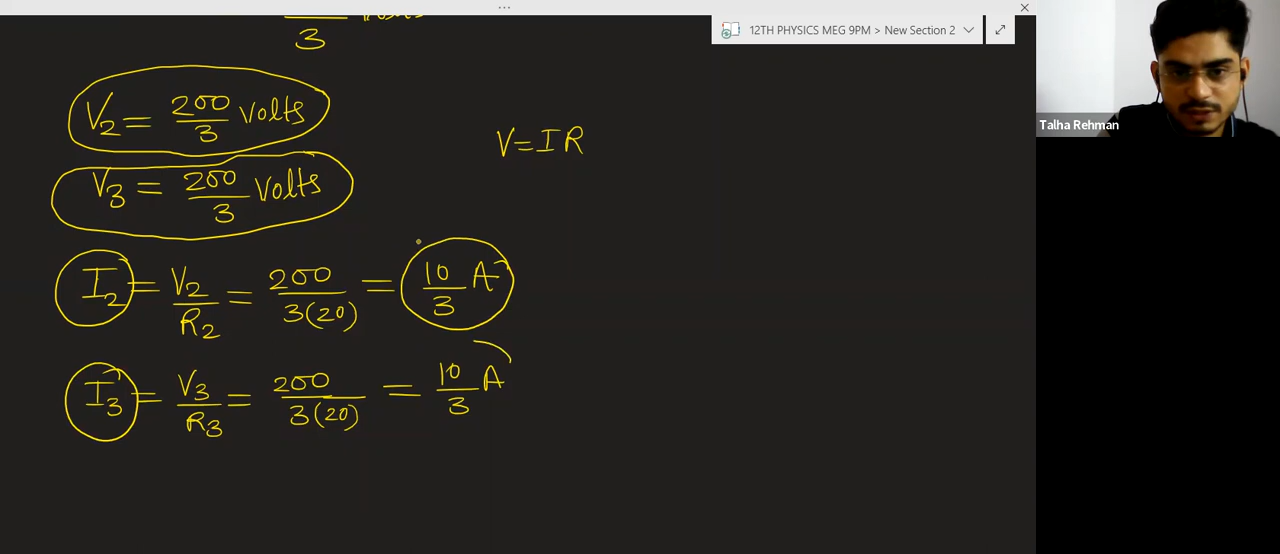 ...
12TH PHYSICS MEG 9PM > New Section 2
3
V2 = 200/3 volts
V=IR
Talha Rehman
V3 = 200/3 volts
I2 = V2/R2 = 200/3(20) = 10/3 A
I3 = V3/R3 = 200/3(20) = 10/3 A